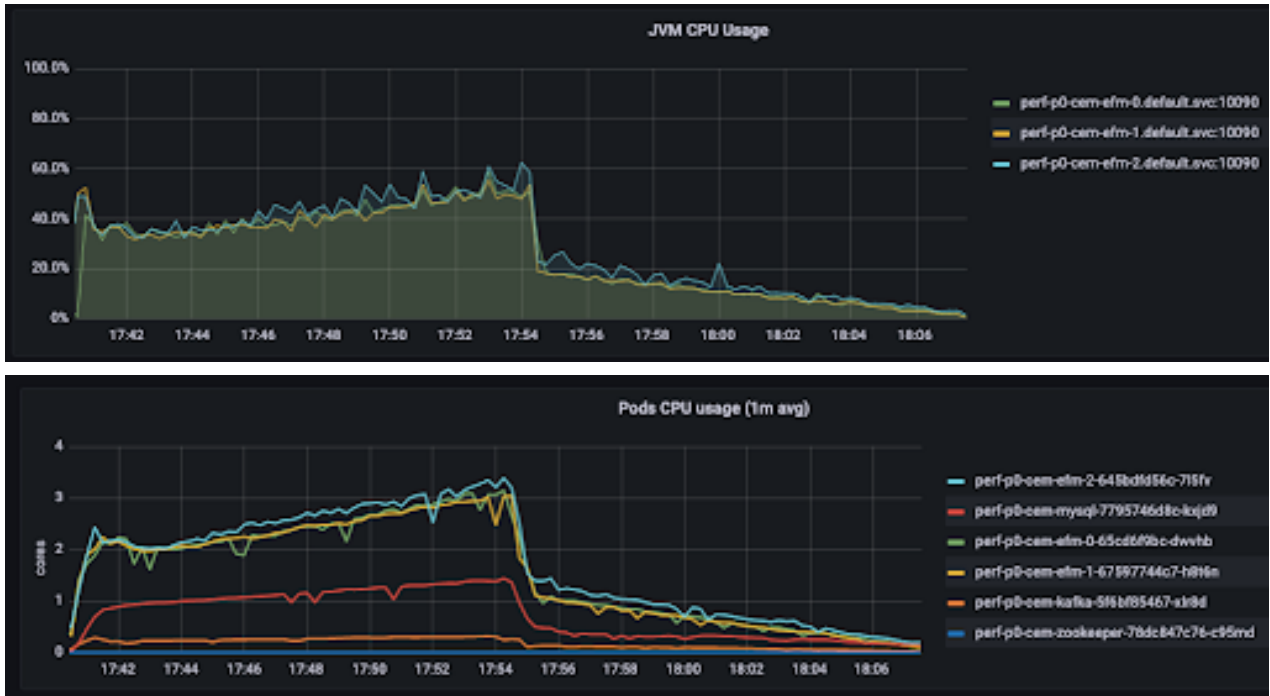 JVM CPU Usage
100.0%
80.0%
60.0%
40.0%
20.0%
0%
17:42 17:44 17:46 17:48 17:50 17:52 17:54 17:56 17:58 18:00 18:02 18:04 18:06
perf-p0-cem-efm-0.default.svc:10090
perf-p0-cem-efm-1.default.svc:10090
perf-p0-cem-efm-2.default.svc:10090
Pods CPU usage (1m avg)
cores
4
3
2
1
0
17:42 17:44 17:46 17:48 17:50 17:52 17:54 17:56 17:58 18:00 18:02 18:04 18:06
perf-p0-cem-efm-2-645bdfd56c-7l5fv
perf-p0-cem-mysql-7795746d8c-kxjd9
perf-p0-cem-efm-0-65cd6f9bc-dwvhb
perf-p0-cem-efm-1-67597744c7-h8t6n
perf-p0-cem-kafka-5f6bf85467-xlr8d
perf-p0-cem-zookeeper-78dc847c76-c95md